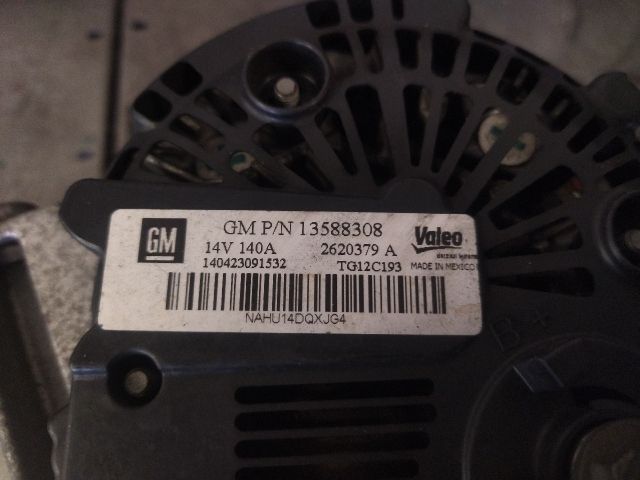 GM
GM P/N 13588308
14V 140A 2620379 A
140423091532 TG12C193
Valeo
MADE IN MEXICO
NAHU14DQXJG4
B+